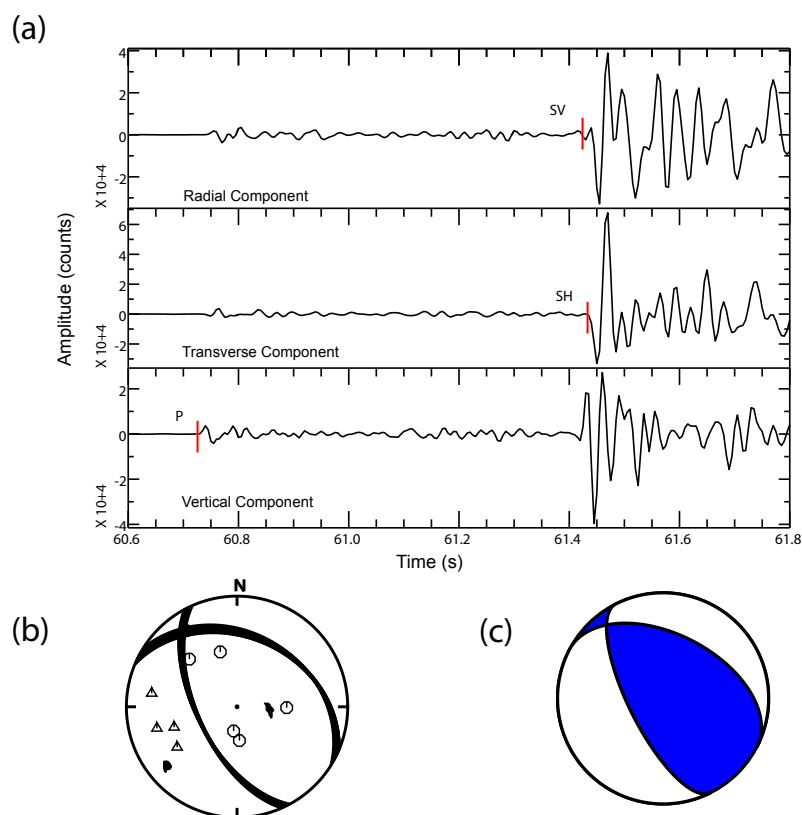 (a)
4
2
0
-2
X 10+4
SV
Radial Component
6
4
2
0
-2
X 10+4
SH
Transverse Component
2
0
-2
-4
X 10+4
P
Vertical Component
Amplitude (counts)
60.6 60.8 61.0 61.2 61.4 61.6 61.8
Time (s)
(b)
N
(c)